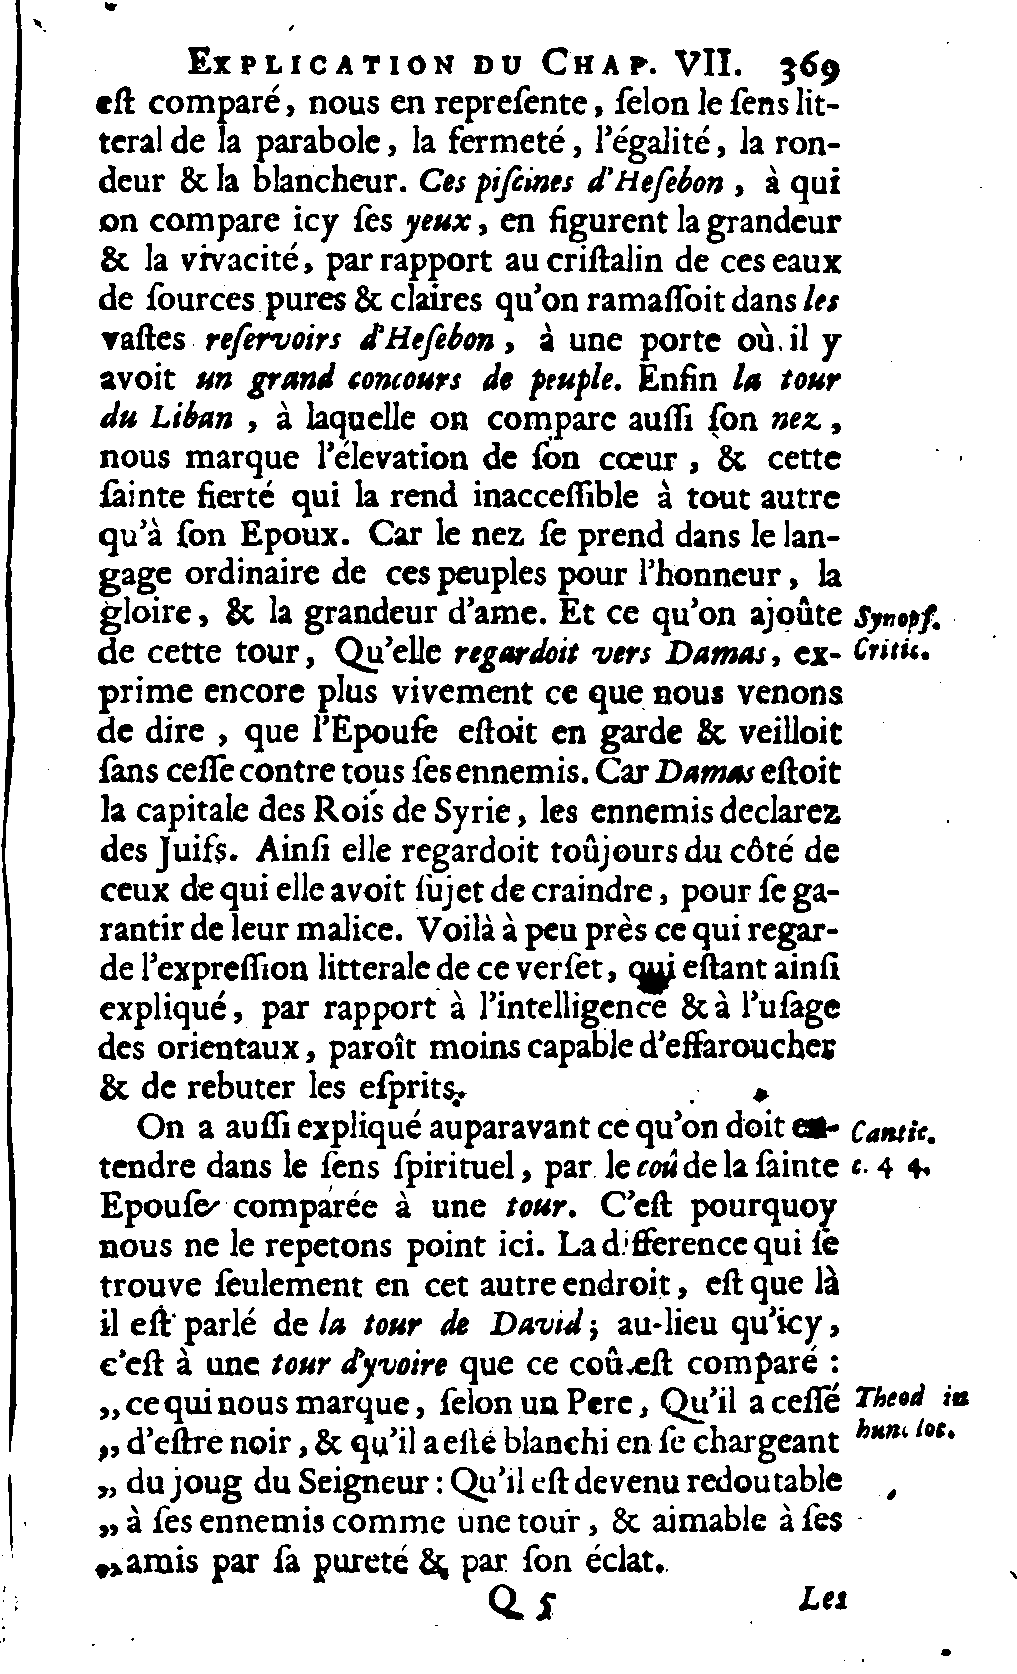 EXPLICATION DU CHAP. VII. 369
eſt comparé, nous en repreſente, ſelon le ſens lit-
teral de la parabole, la fermeté, l'égalité, la ron-
deur & la blancheur. Ces piſcines d'Heſebon, à qui
on compare icy ſes yeux, en figurent la grandeur
& la vivacité, par rapport au criſtalin de ces eaux
de ſources pures & claires qu'on ramaſſoit dans les
vaſtes reſervoirs d'Heſebon, à une porte où il y
avoit un grand concours de peuple. Enfin la tour
du Liban, à laquelle on compare auſſi ſon nez,
nous marque l'élevation de ſon cœur, & cette
ſainte fierté qui la rend inacceſſible à tout autre
qu'à ſon Epoux. Car le nez ſe prend dans le lan-
gage ordinaire de ces peuples pour l'honneur, la
gloire, & la grandeur d'ame. Et ce qu'on ajoûte
Synopſ.
de cette tour, Qu'elle regardoit vers Damas, ex-
Critic.
prime encore plus vivement ce que nous venons
de dire, que l'Epouſe eſtoit en garde & veilloit
ſans ceſſe contre tous ſes ennemis. Car Damas eſtoit
la capitale des Rois de Syrie, les ennemis declarez
des Juifs. Ainſi elle regardoit toûjours du côté de
ceux de qui elle avoit ſujet de craindre, pour ſe ga-
rantir de leur malice. Voilà à peu près ce qui regar-
de l'expreſſion litterale de ce verſet, qui eſtant ainſi
expliqué, par rapport à l'intelligence & à l'uſage
des orientaux, paroît moins capable d'effaroucher
& de rebuter les eſprits.
On a auſſi expliqué auparavant ce qu'on doit en-
Cantic.
tendre dans le ſens ſpirituel, par le coû de la ſainte
c. 4 4.
Epouſe comparée à une tour. C'eſt pourquoy
nous ne le repetons point ici. La difference qui ſe
trouve ſeulement en cet autre endroit, eſt que là
il eſt parlé de la tour de David; au-lieu qu'icy,
c'eſt à une tour d'yvoire que ce coû eſt comparé :
„ ce qui nous marque, ſelon un Pere, Qu'il a ceſſé
Theod in
„ d'eſtre noir, & qu'il a eſté blanchi en ſe chargeant
hunc loc.
„ du joug du Seigneur : Qu'il eſt devenu redoutable
„ à ſes ennemis comme une tour, & aimable à ſes
„ amis par ſa pureté & par ſon éclat.
Q 5
Les